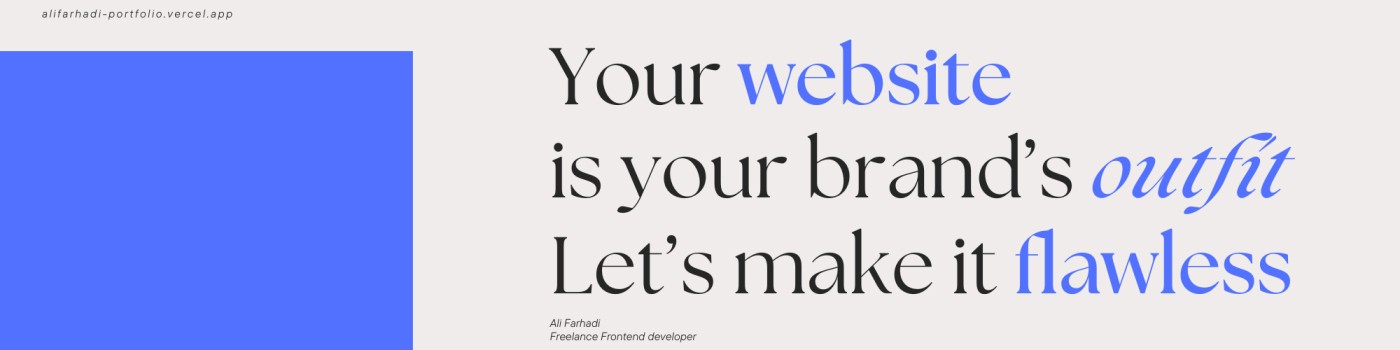 alifarhadi-portfolio.vercel.app
Your website
is your brand’s outfit
Let’s make it flawless
Ali Farhadi
Freelance Frontend developer